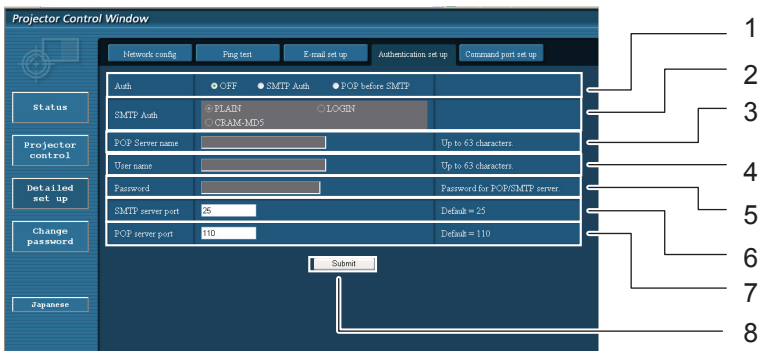 Projector Control Window
Network config Ping test E-mail set up Authentication set up Command port set up
Auth OFF SMTP Auth POP before SMTP
SMTP Auth PLAIN LOGIN
CRAM-MD5
POP Server name Up to 63 characters.
User name Up to 63 characters.
Password Password for POP/SMTP server.
SMTP server port 25 Default = 25
POP server port 110 Default = 110
Submit
Status
Projector
control
Detailed
set up
Change
password
Japanese
1
2
3
4
5
6
7
8